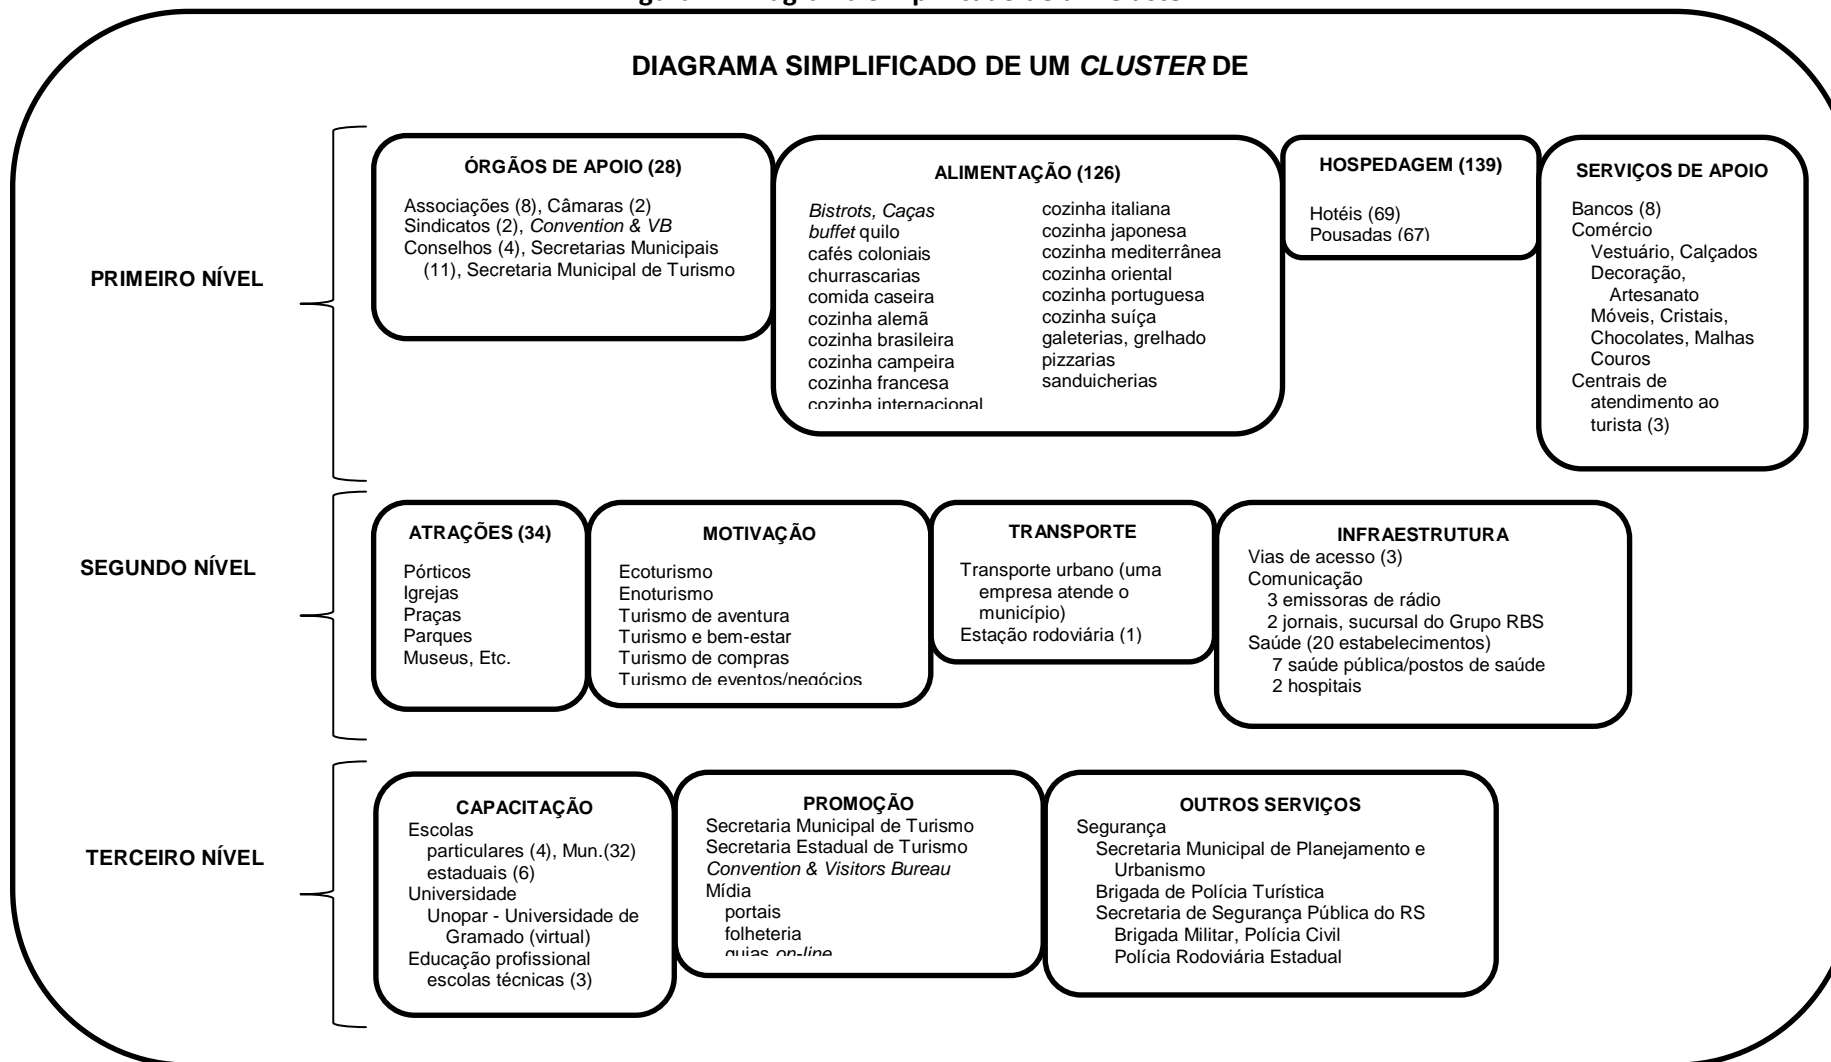 DIAGRAMA SIMPLIFICADO DE UM CLUSTER DE
PRIMEIRO NÍVEL
ÓRGÃOS DE APOIO (28)
Associações (8), Câmaras (2)
Sindicatos (2), Convention & VB
Conselhos (4), Secretarias Municipais
(11), Secretaria Municipal de Turismo
ALIMENTAÇÃO (126)
Bistrots, Caças
buffet quilo
cafés coloniais
churrascarias
comida caseira
cozinha alemã
cozinha brasileira
cozinha campeira
cozinha francesa
cozinha internacional
cozinha italiana
cozinha japonesa
cozinha mediterrânea
cozinha oriental
cozinha portuguesa
cozinha suíça
galeterias, grelhado
pizzarias
sanduicherias
HOSPEDAGEM (139)
Hotéis (69)
Pousadas (67)
SERVIÇOS DE APOIO
Bancos (8)
Comércio
Vestuário, Calçados
Decoração,
Artesanato
Móveis, Cristais,
Chocolates, Malhas
Couros
Centrais de
atendimento ao
turista (3)
SEGUNDO NÍVEL
ATRAÇÕES (34)
Pórticos
Igrejas
Praças
Parques
Museus, Etc.
MOTIVAÇÃO
Ecoturismo
Enoturismo
Turismo de aventura
Turismo e bem-estar
Turismo de compras
Turismo de eventos/negócios
TRANSPORTE
Transporte urbano (uma
empresa atende o
município)
Estação rodoviária (1)
INFRAESTRUTURA
Vias de acesso (3)
Comunicação
3 emissoras de rádio
2 jornais, sucursal do Grupo RBS
Saúde (20 estabelecimentos)
7 saúde pública/postos de saúde
2 hospitais
TERCEIRO NÍVEL
CAPACITAÇÃO
Escolas
particulares (4), Mun.(32)
estaduais (6)
Universidade
Unopar - Universidade de
Gramado (virtual)
Educação profissional
escolas técnicas (3)
PROMOÇÃO
Secretaria Municipal de Turismo
Secretaria Estadual de Turismo
Convention & Visitors Bureau
Mídia
portais
folheteria
guias on-line
OUTROS SERVIÇOS
Segurança
Secretaria Municipal de Planejamento e
Urbanismo
Brigada de Polícia Turística
Secretaria de Segurança Pública do RS
Brigada Militar, Polícia Civil
Polícia Rodoviária Estadual